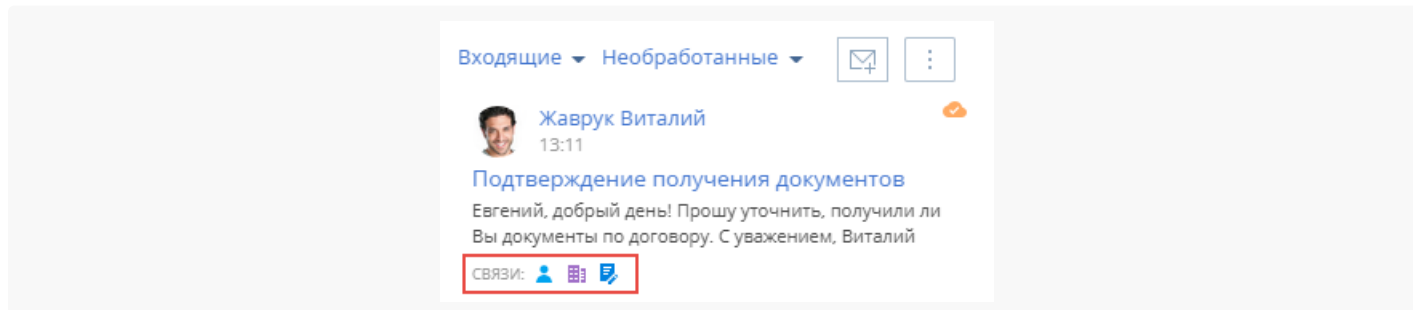 Входящие Необработанные
Жаврук Виталий
13:11
Подтверждение получения документов
Евгений, добрый день! Прошу уточнить, получили ли
Вы документы по договору. С уважением, Виталий
СВЯЗИ: